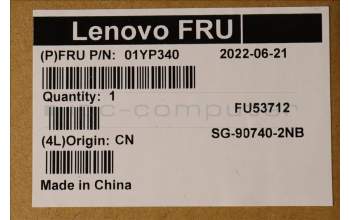 Lenovo FRU
(P)FRU P/N: 01YP340 2022-06-21
Quantity: 1
FU53712
(4L)Origin: CN SG-90740-2NB
Made in China